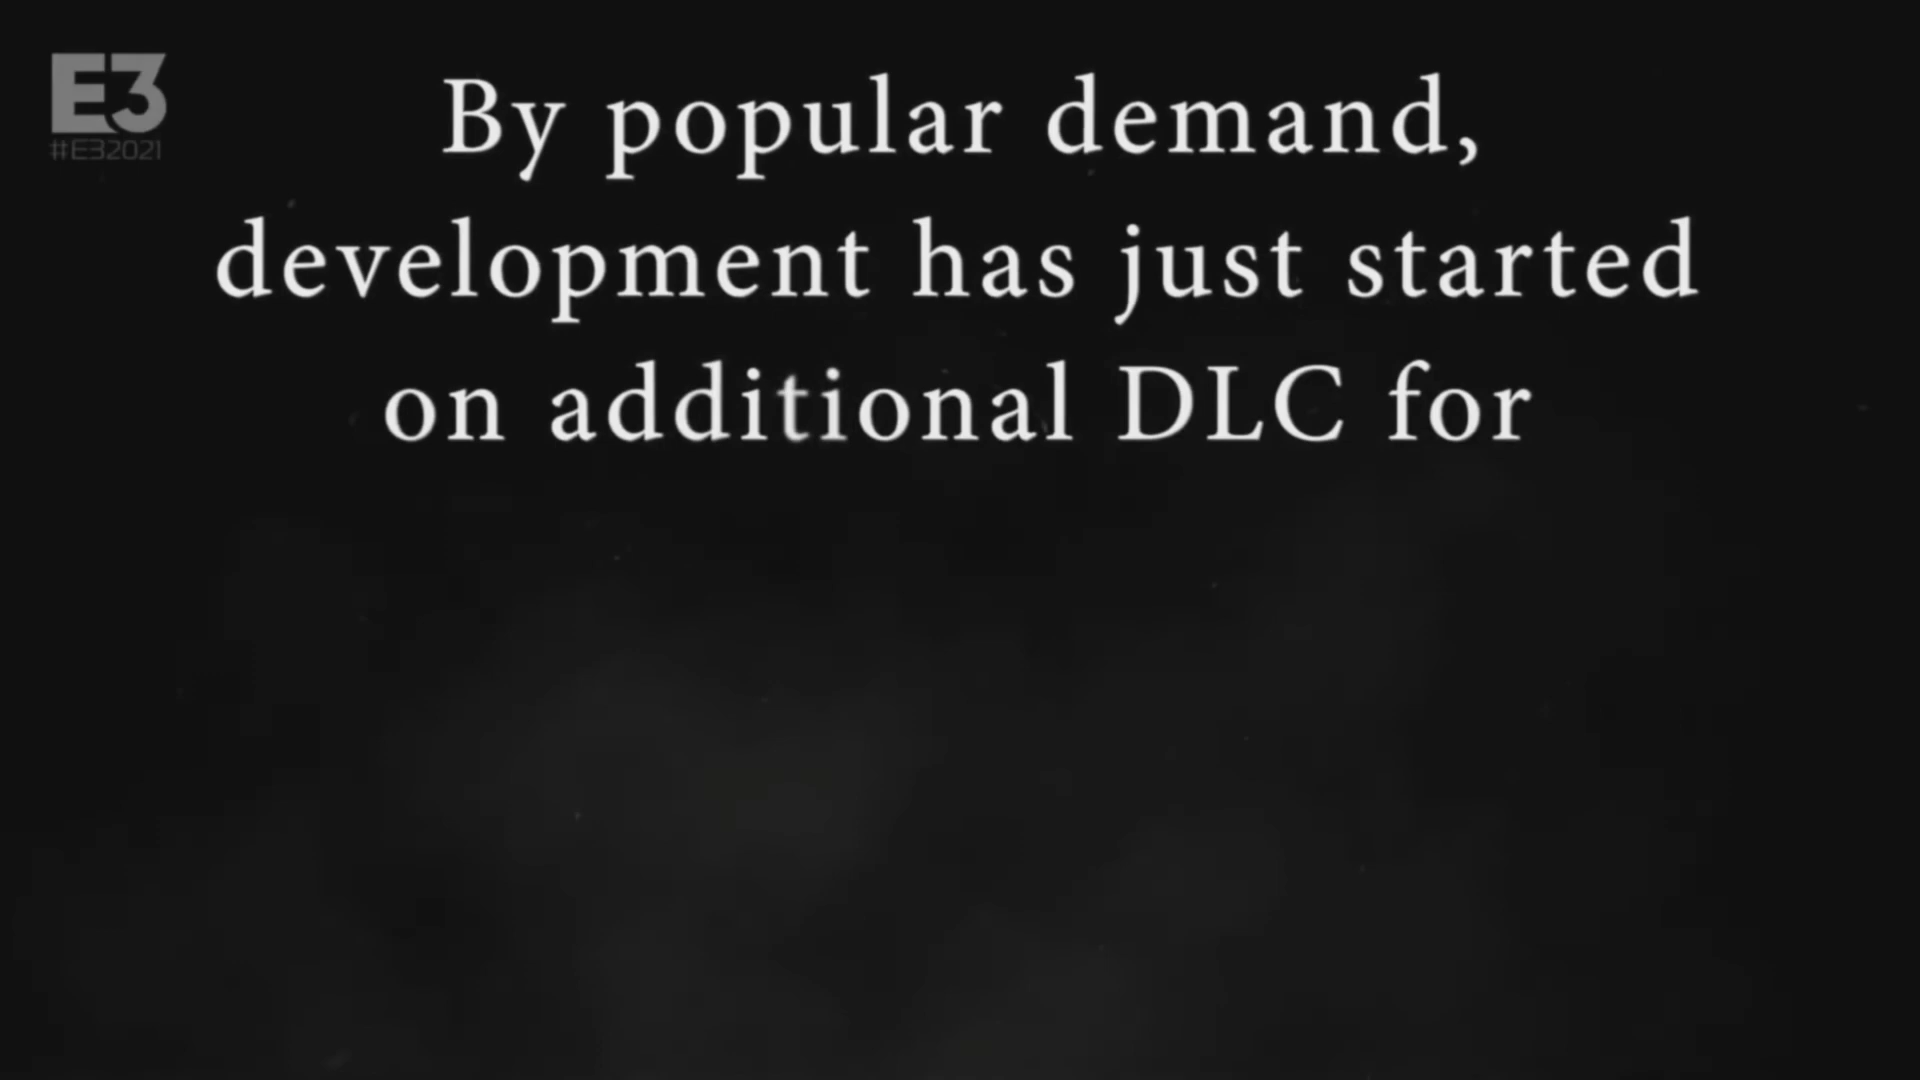 E3
#E32021
By popular demand,
development has just started
on additional DLC for